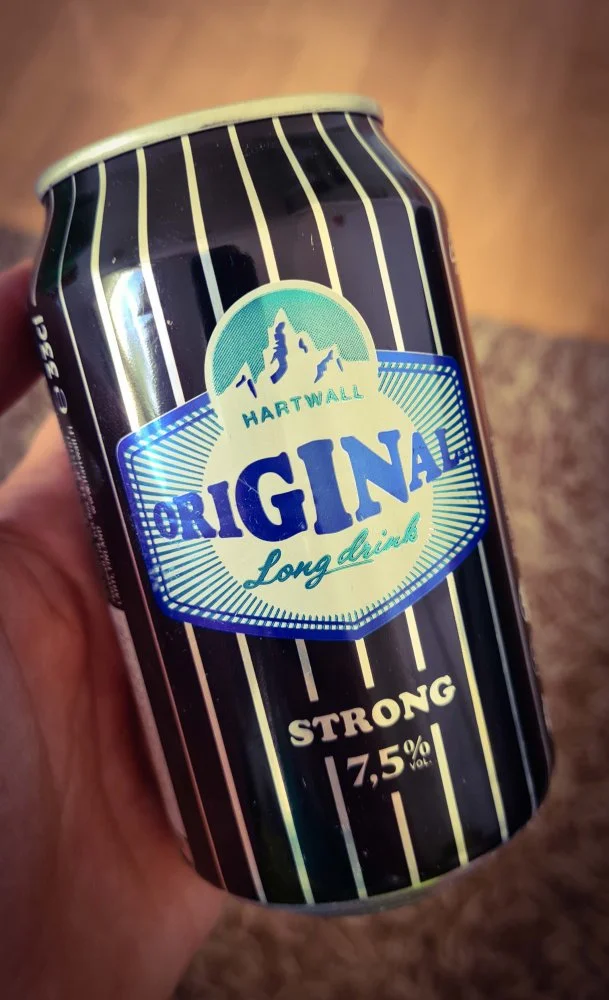 HARTWALL
ORIGINAL
Long drink
STRONG
7,5% VOL.
℮ 33cl